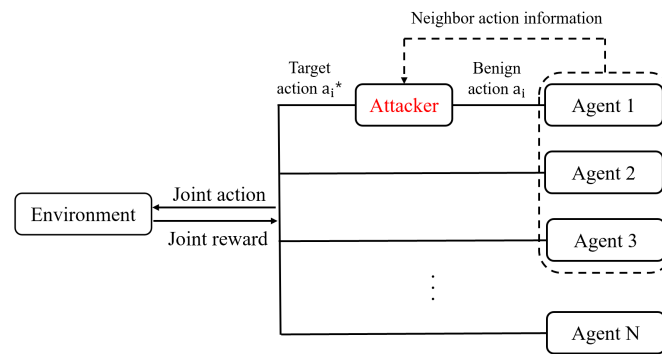 Neighbor action information
Target
action aᵢ*
Attacker
Benign
action aᵢ
Agent 1
Agent 2
Joint action
Environment
Joint reward
Agent 3
⋮
Agent N